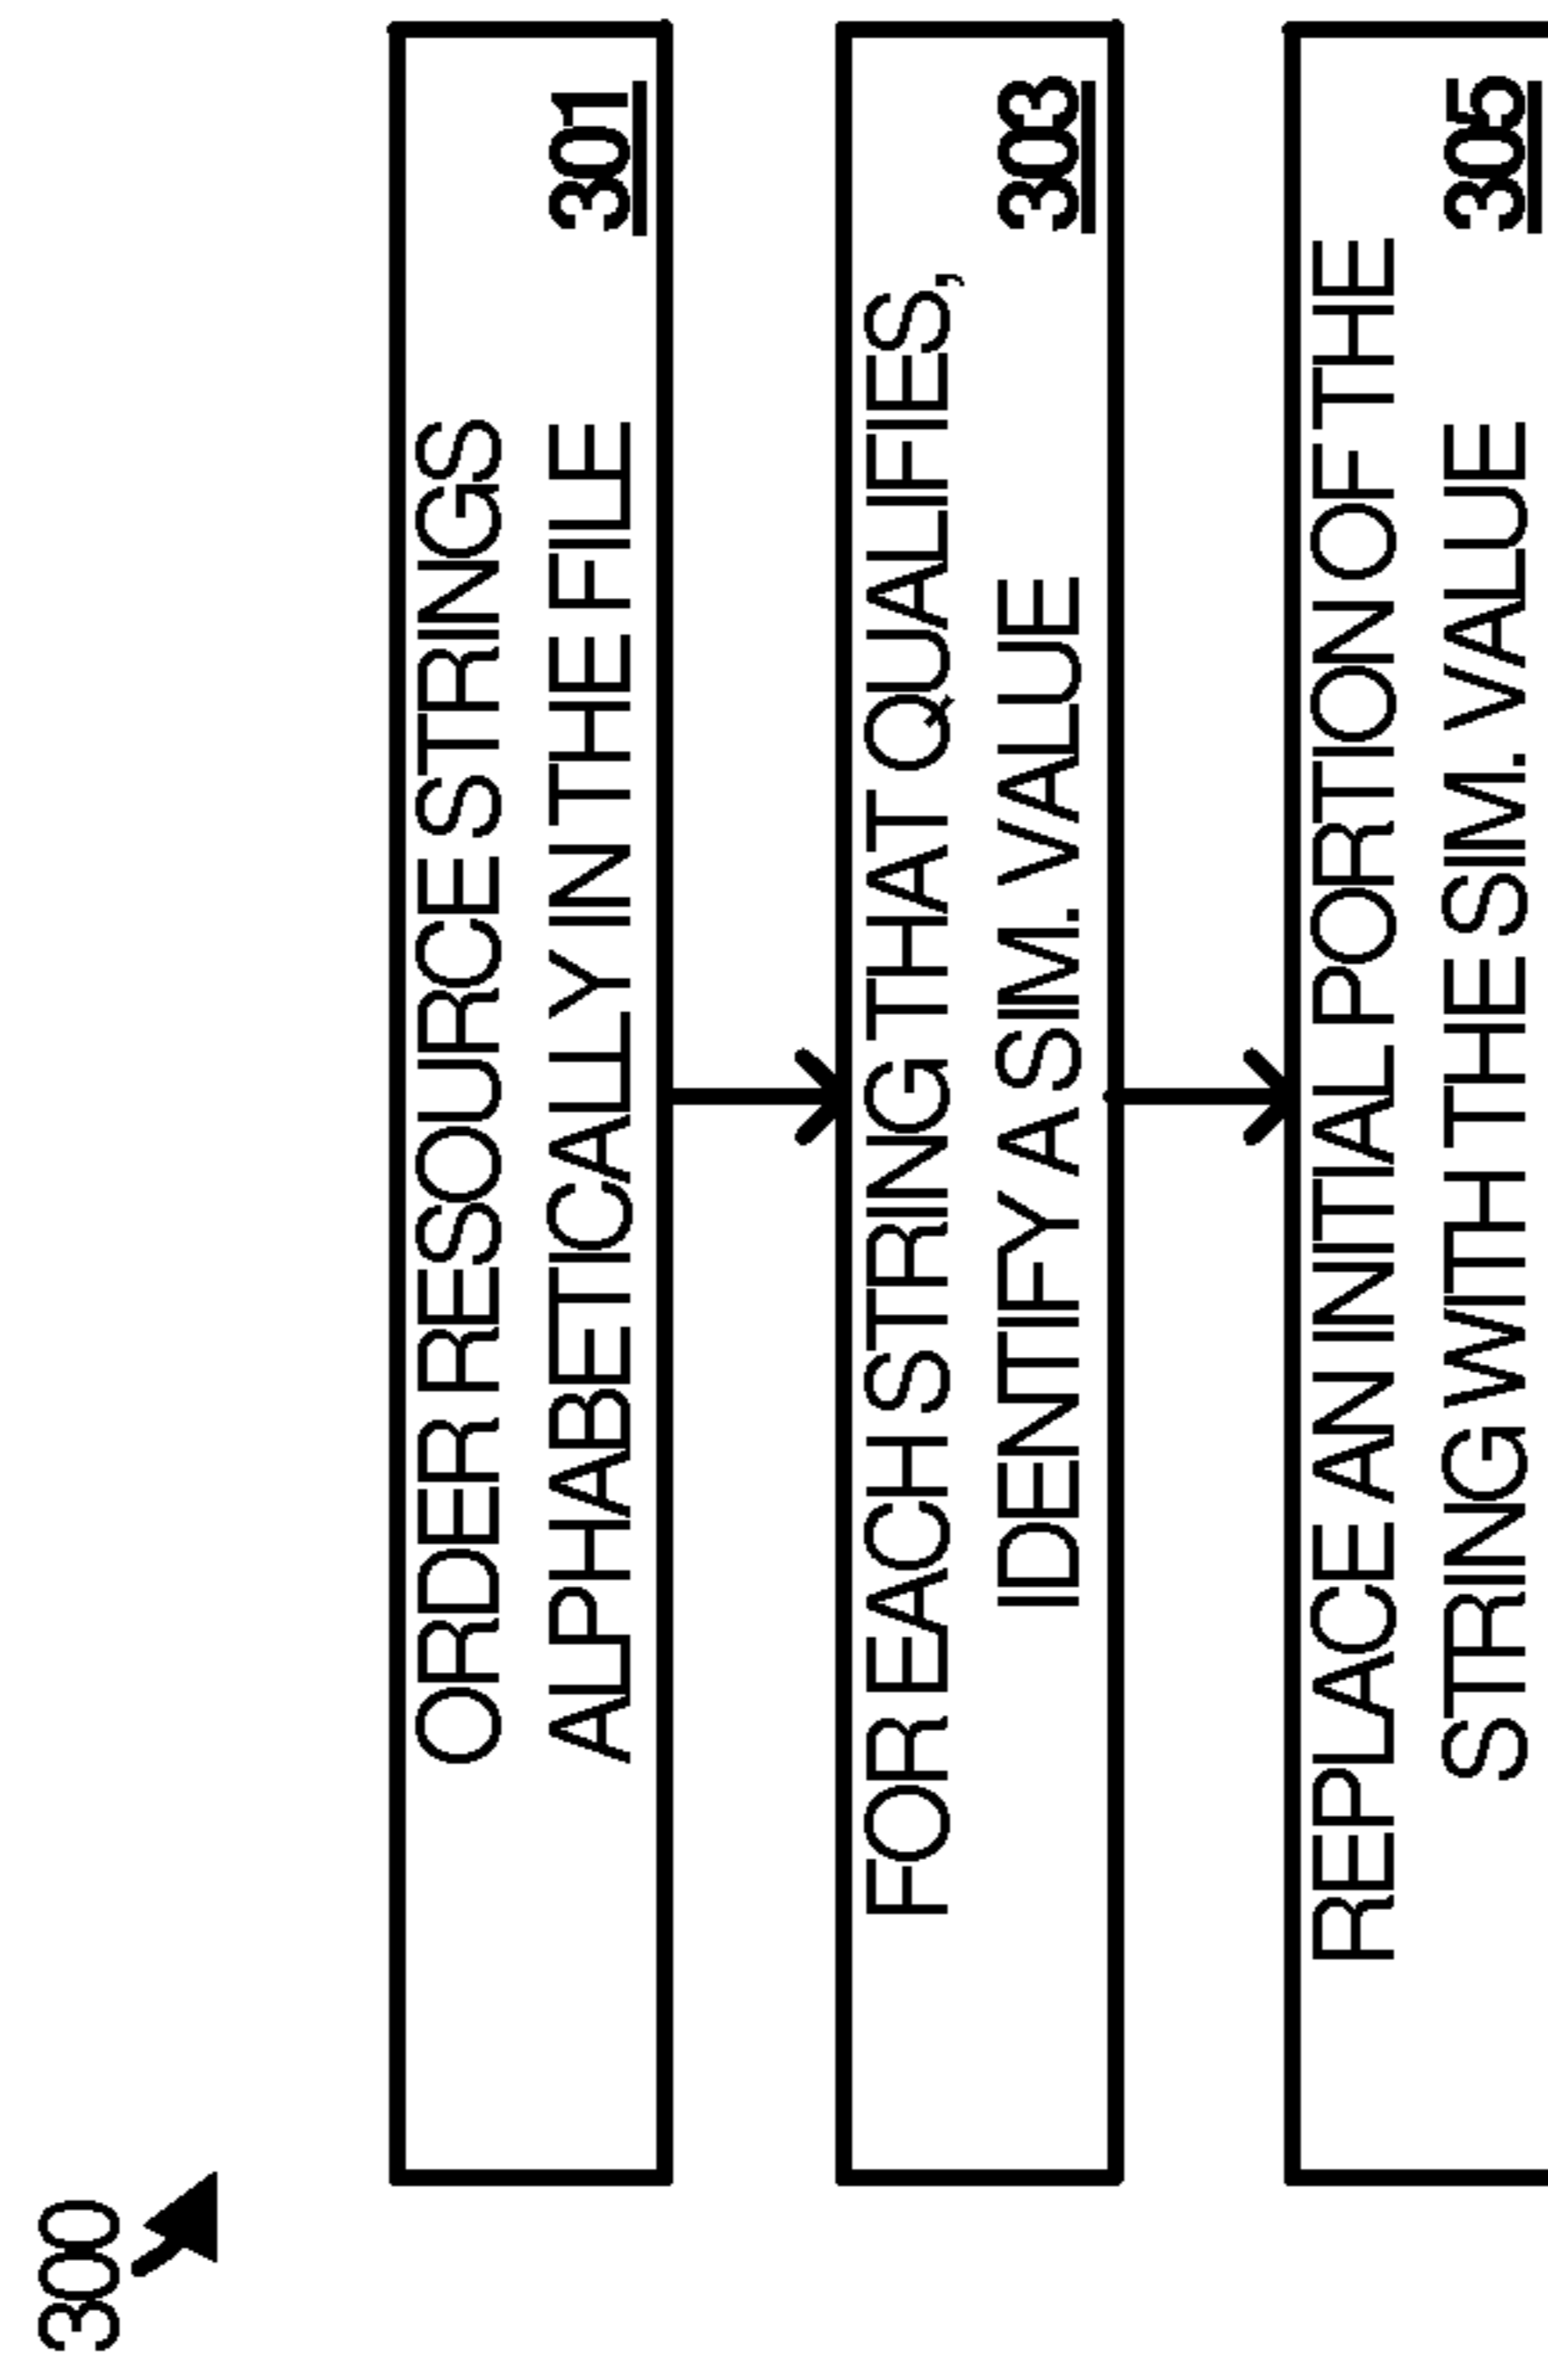 300
ORDER RESOURCE STRINGS
ALPHABETICALLY IN THE FILE
301
FOR EACH STRING THAT QUALIFIES,
IDENTIFY A SIM. VALUE
303
REPLACE AN INITIAL PORTION OF THE
STRING WITH THE SIM. VALUE
305